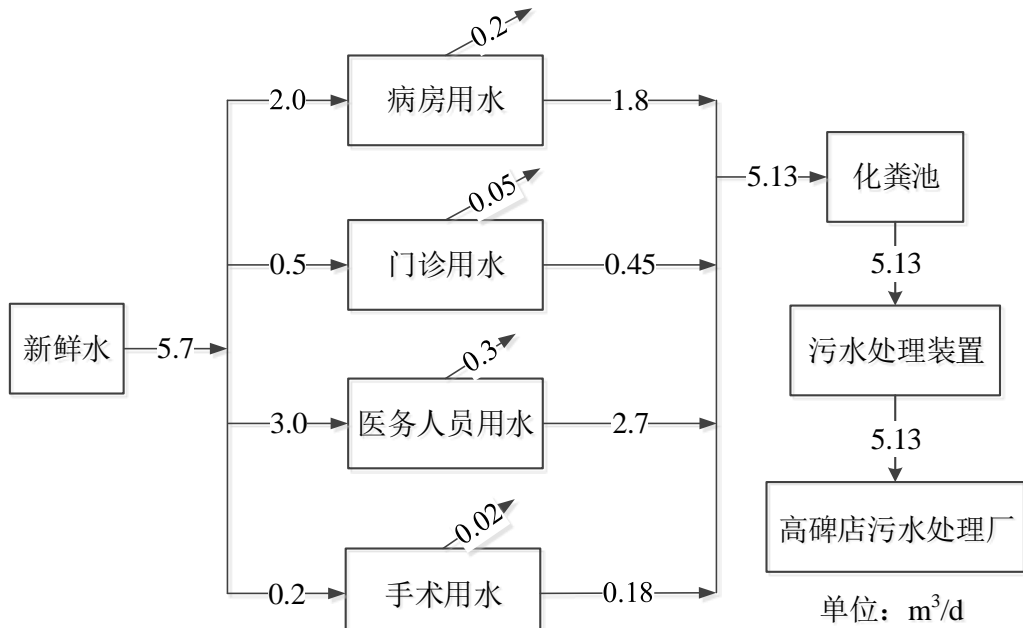 0.2
2.0
病房用水
1.8
0.05
0.5
门诊用水
0.45
新鲜水
5.7
0.3
3.0
医务人员用水
2.7
0.02
0.2
手术用水
0.18
5.13
化粪池
5.13
污水处理装置
5.13
高碑店污水处理厂
单位：m³/d